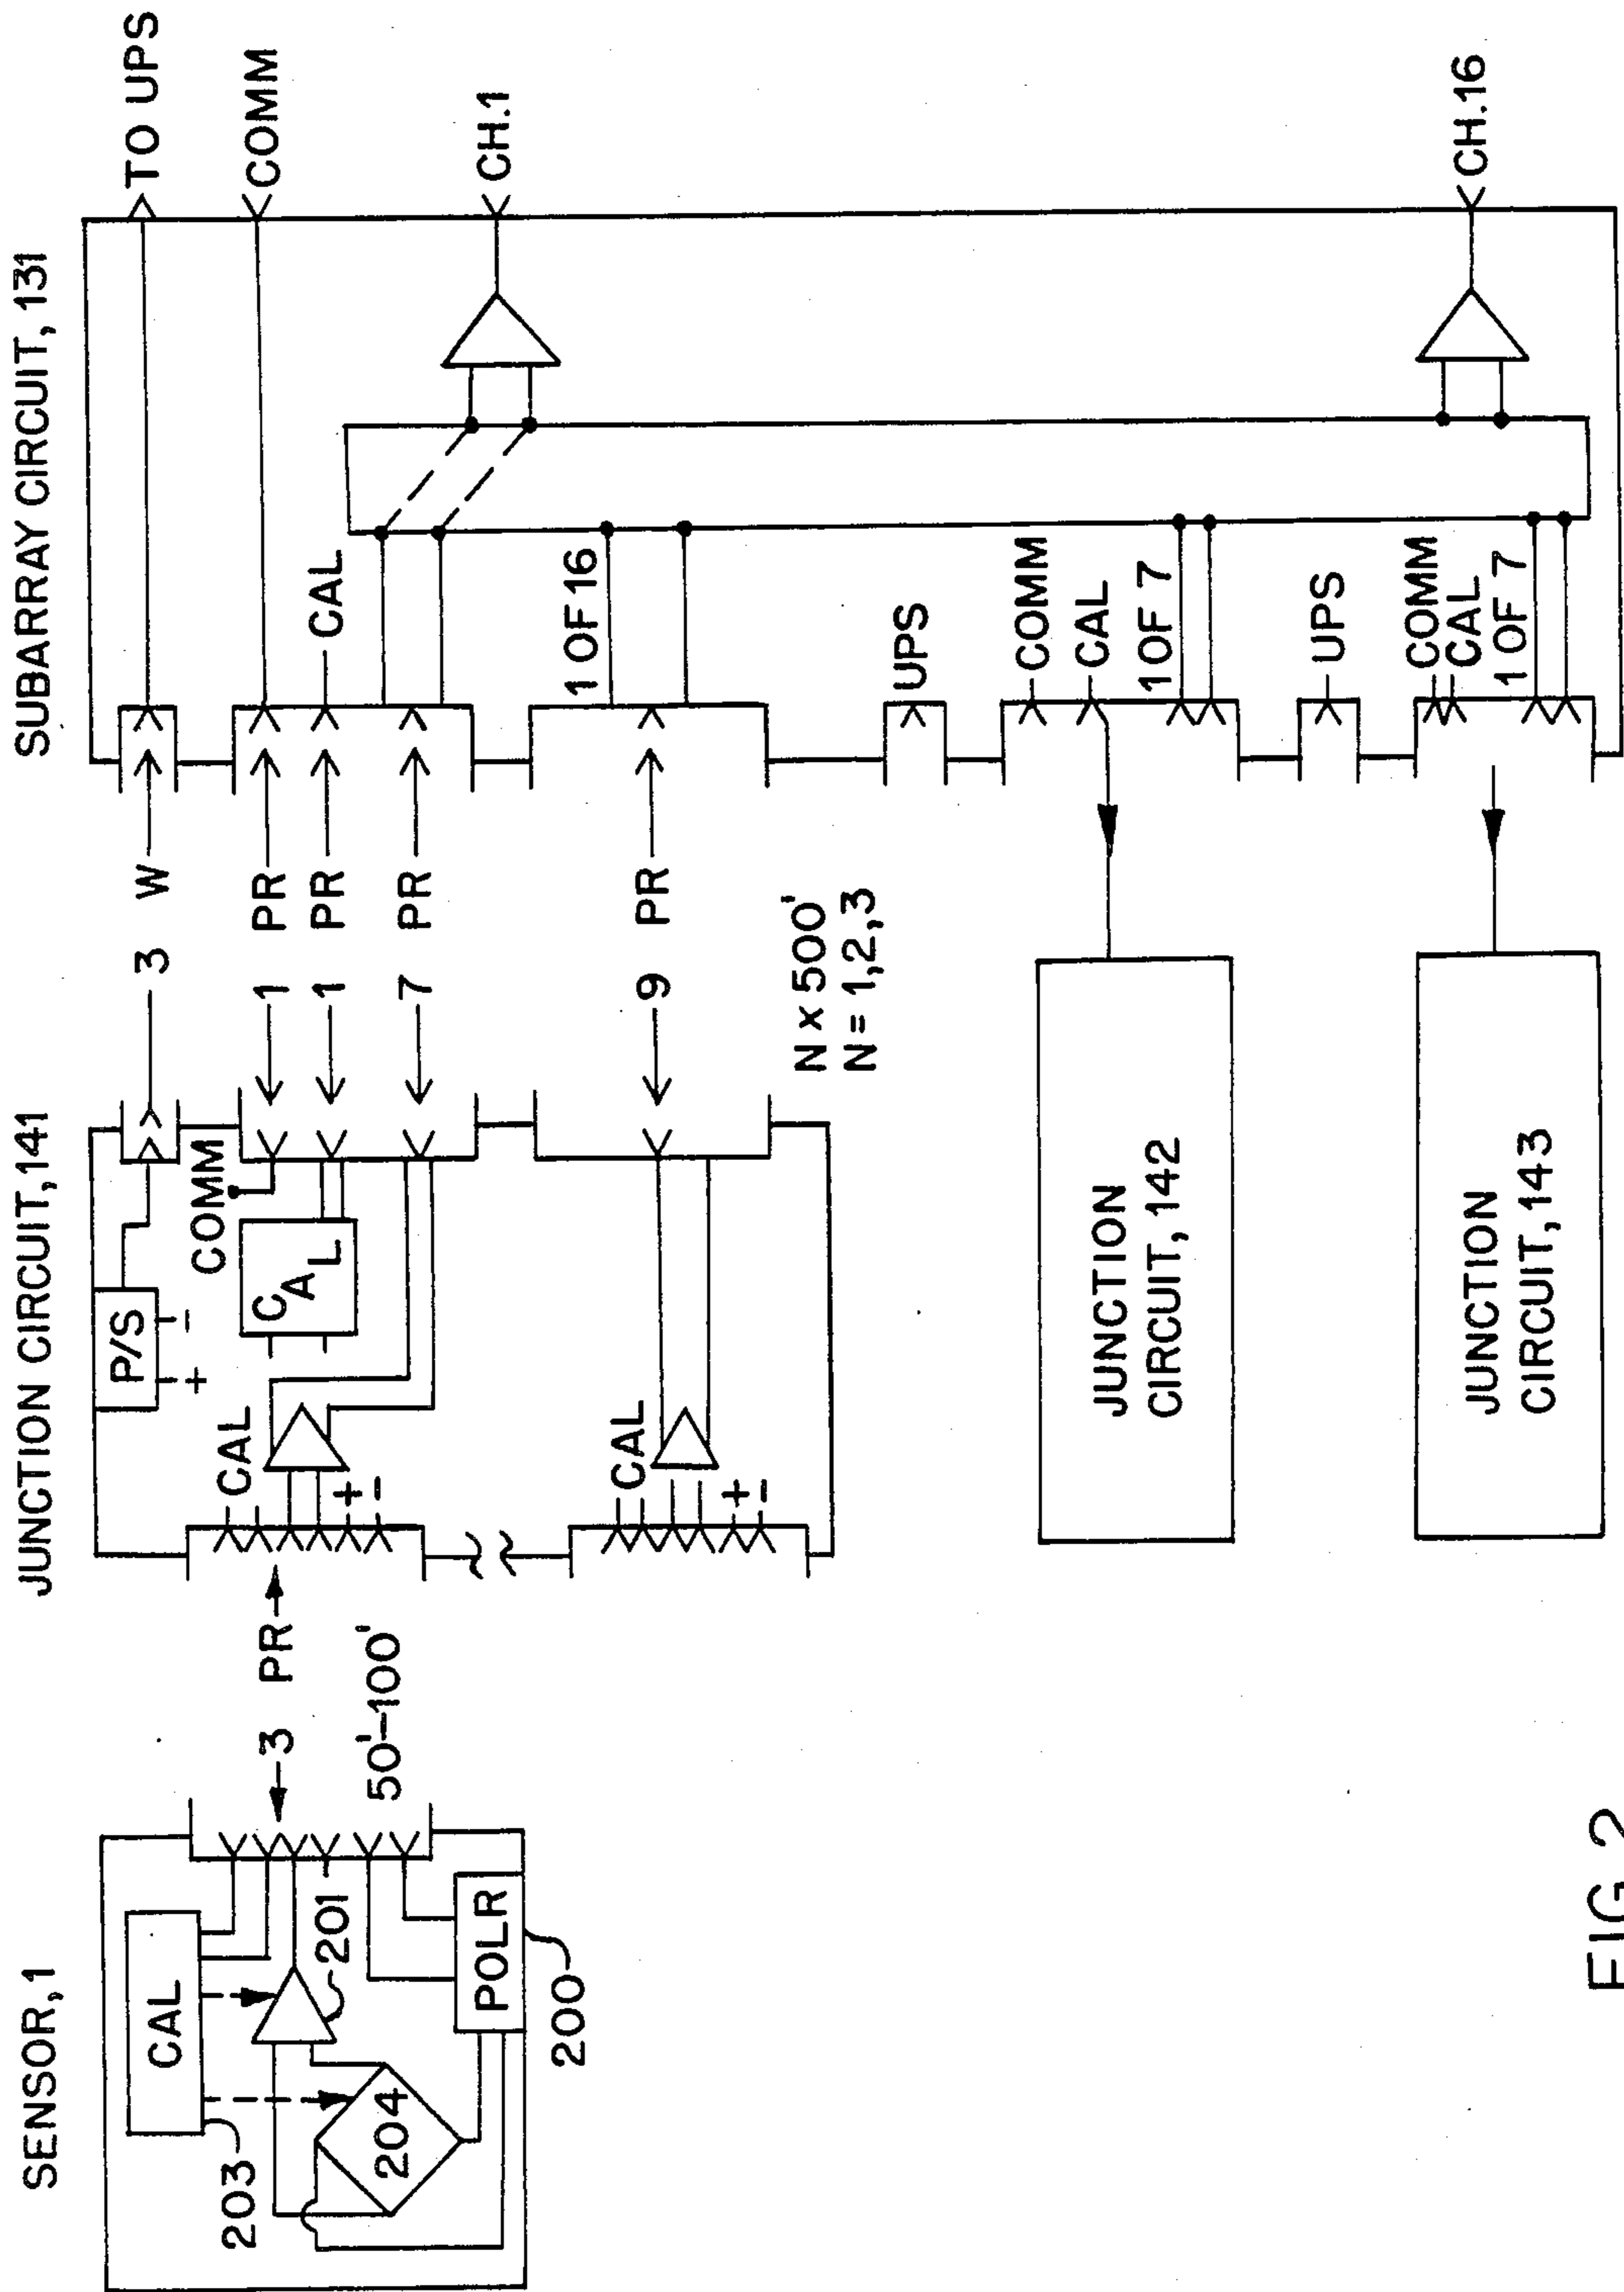 SENSOR,1
CAL
203
204
201
POLR
200
3 PR
50'-100'
JUNCTION CIRCUIT,141
P/S
+ -
COMM
CAL
CAL
+
-
CAL
+
-
3 W
1 PR
1 PR
7 PR
9 PR
N x 500'
N = 1,2,3
JUNCTION
CIRCUIT, 142
JUNCTION
CIRCUIT, 143
SUBARRAY CIRCUIT, 131
TO UPS
COMM
CAL
CH.1
1 OF 16
UPS
COMM
CAL
1 OF 7
UPS
COMM
CAL
1 OF 7
CH.16
FIG. 2